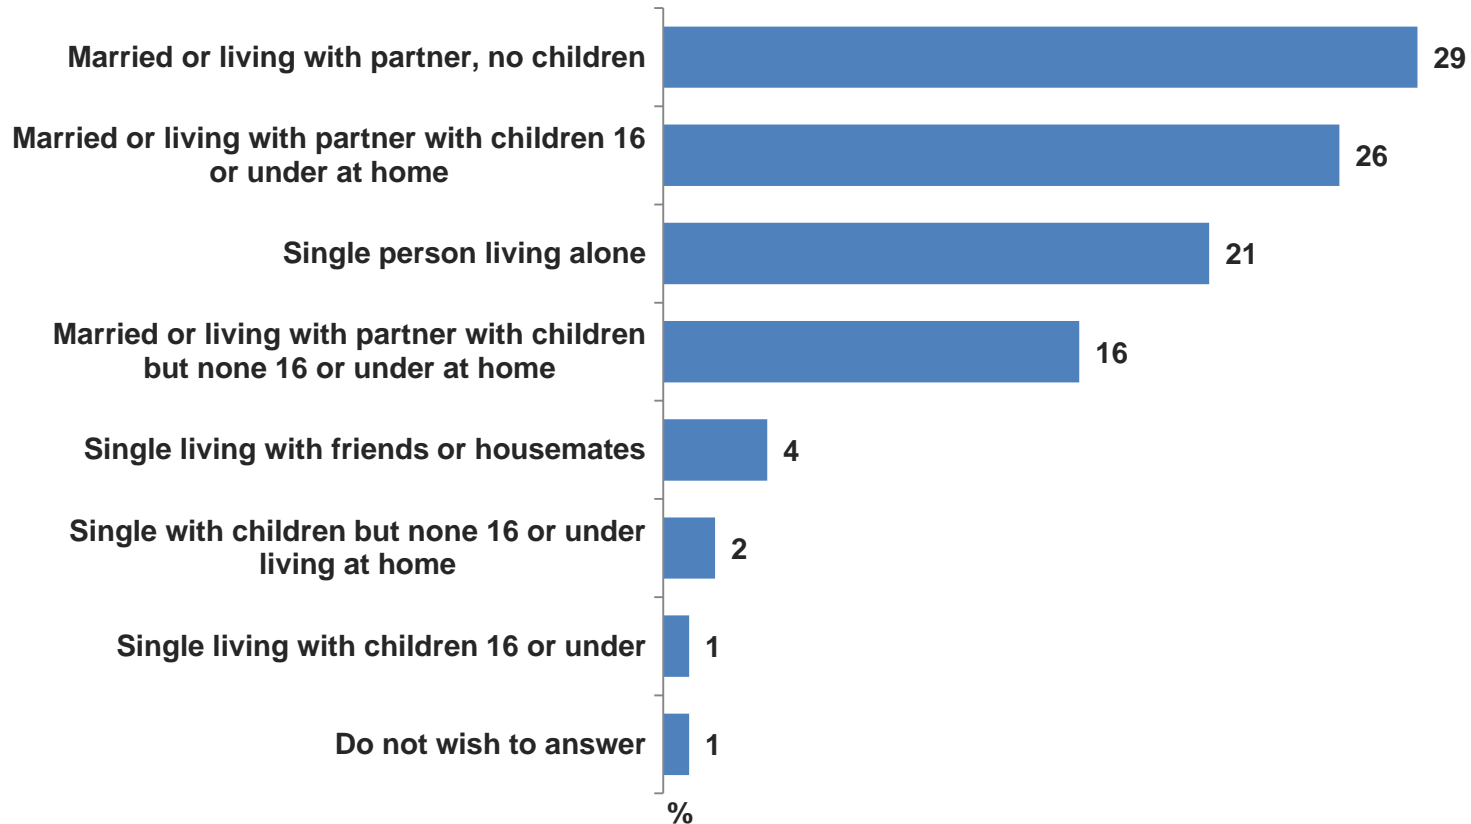 Married or living with partner, no children
29
Married or living with partner with children 16
or under at home
26
Single person living alone
21
Married or living with partner with children
but none 16 or under at home
16
Single living with friends or housemates
4
Single with children but none 16 or under
living at home
2
Single living with children 16 or under
1
Do not wish to answer
1
%